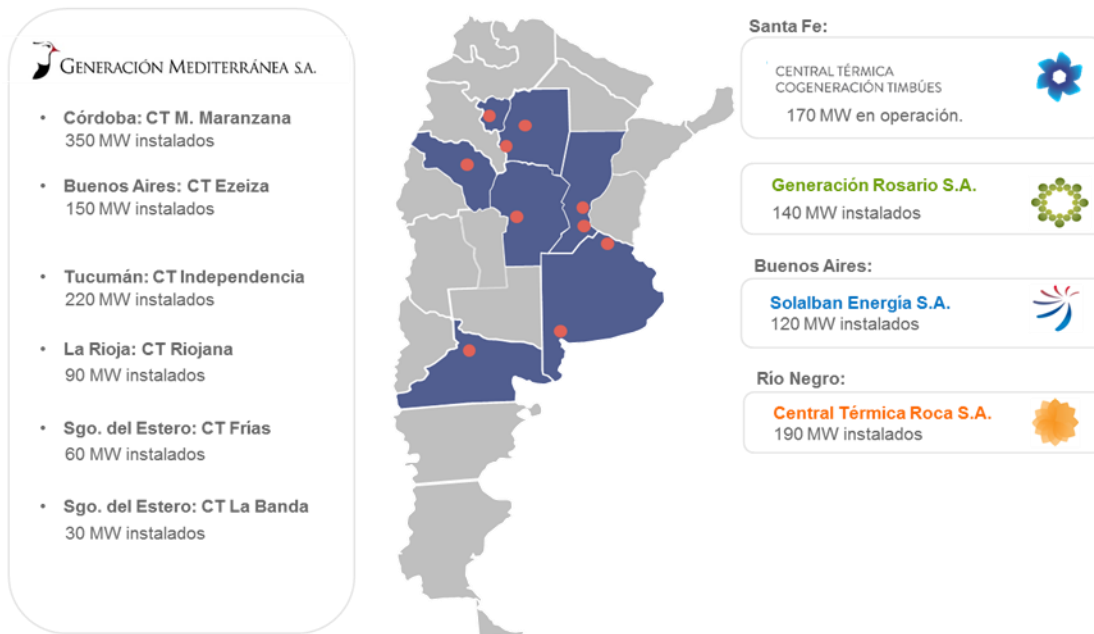 GENERACIÓN MEDITERRÁNEA S.A.
• Córdoba: CT M. Maranzana
350 MW instalados
• Buenos Aires: CT Ezeiza
150 MW instalados
• Tucumán: CT Independencia
220 MW instalados
• La Rioja: CT Riojana
90 MW instalados
• Sgo. del Estero: CT Frías
60 MW instalados
• Sgo. del Estero: CT La Banda
30 MW instalados
Santa Fe:
CENTRAL TÉRMICA
COGENERACIÓN TIMBÚES
170 MW en operación.
Generación Rosario S.A.
140 MW instalados
Buenos Aires:
Solalban Energía S.A.
120 MW instalados
Río Negro:
Central Térmica Roca S.A.
190 MW instalados